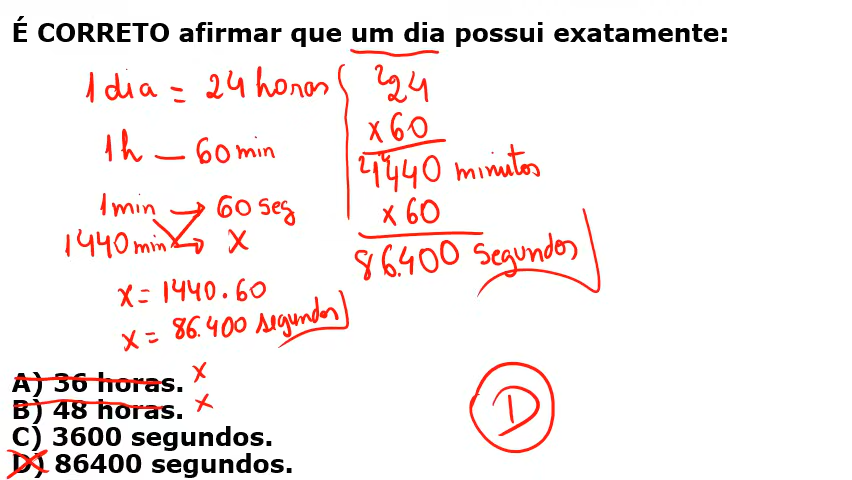 É CORRETO afirmar que um dia possui exatamente:
1 dia = 24 horas
1h — 60 min
1 min → 60 seg
1440 min → X
x = 1440 . 60
x = 86.400 segundos
2
24
x 60
2 2
1440 minutos
x 60
86.400 segundos
A) 36 horas. x
B) 48 horas. x
C) 3600 segundos.
D) 86400 segundos.
D